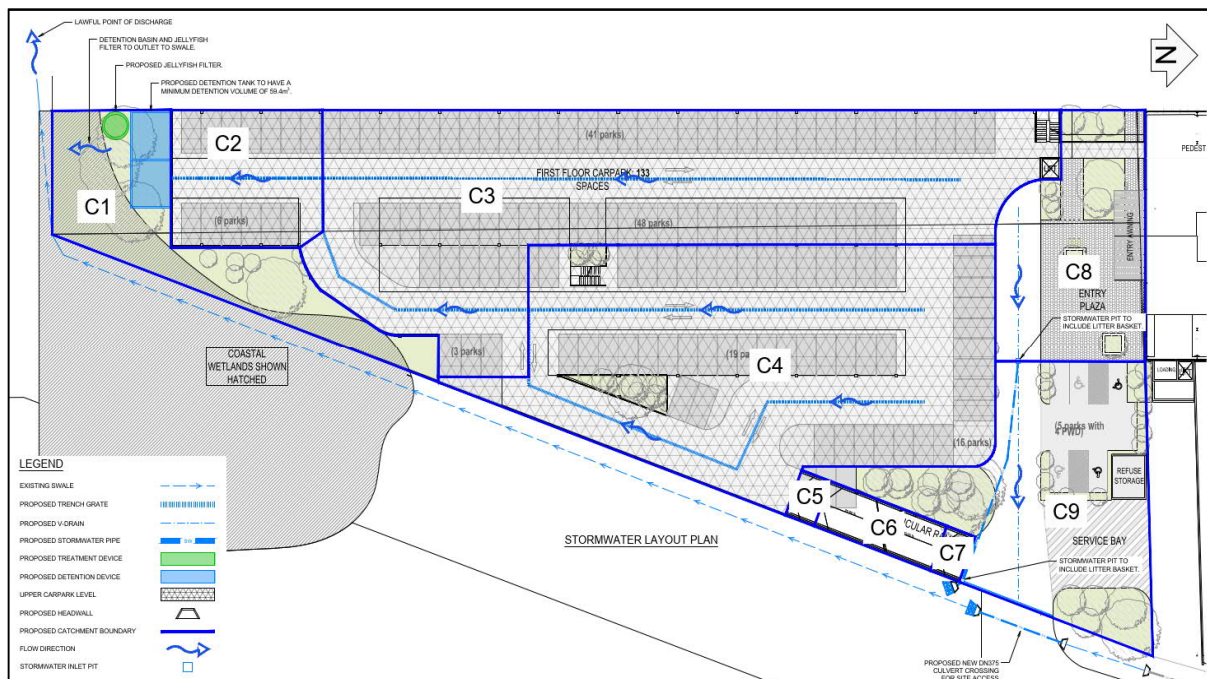 LAWFUL POINT OF DISCHARGE
DETENTION BASIN AND JELLYFISH
FILTER TO OUTLET TO SWALE.
PROPOSED JELLYFISH FILTER.
PROPOSED DETENTION TANK TO HAVE A
MINIMUM DETENTION VOLUME OF 59.4m³.
N
C2
(41 parks)
PEDEST
FIRST FLOOR CARPARK: 133
SPACES
C1
C3
(6 parks)
(48 parks)
ENTRY AWNING
C8
ENTRY
PLAZA
STORMWATER PIT TO
INCLUDE LITTER BASKET.
COASTAL
WETLANDS SHOWN
HATCHED
(3 parks)
(19 pa
C4
LOADING
(5 parks with
4 PWD)
(16 parks)
REFUSE
STORAGE
C5
C6
C7
C9
SERVICE BAY
STORMWATER LAYOUT PLAN
STORMWATER PIT TO
INCLUDE LITTER BASKET.
PROPOSED NEW DN375
CULVERT CROSSING
FOR SITE ACCESS
LEGEND
EXISTING SWALE
PROPOSED TRENCH GRATE
PROPOSED V-DRAIN
PROPOSED STORMWATER PIPE
SW
PROPOSED TREATMENT DEVICE
PROPOSED DETENTION DEVICE
UPPER CARPARK LEVEL
PROPOSED HEADWALL
PROPOSED CATCHMENT BOUNDARY
FLOW DIRECTION
STORMWATER INLET PIT